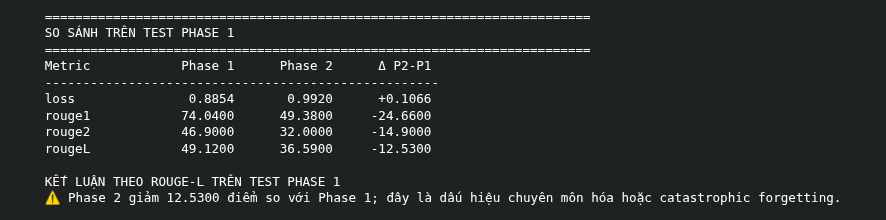 ========================================================================
SO SÁNH TRÊN TEST PHASE 1
========================================================================
Metric Phase 1 Phase 2 Δ P2-P1
----------------------------------------------------
loss 0.8854 0.9920 +0.1066
rouge1 74.0400 49.3800 -24.6600
rouge2 46.9000 32.0000 -14.9000
rougeL 49.1200 36.5900 -12.5300
KẾT LUẬN THEO ROUGE-L TRÊN TEST PHASE 1
⚠️ Phase 2 giảm 12.5300 điểm so với Phase 1; đây là dấu hiệu chuyên môn hóa hoặc catastrophic forgetting.